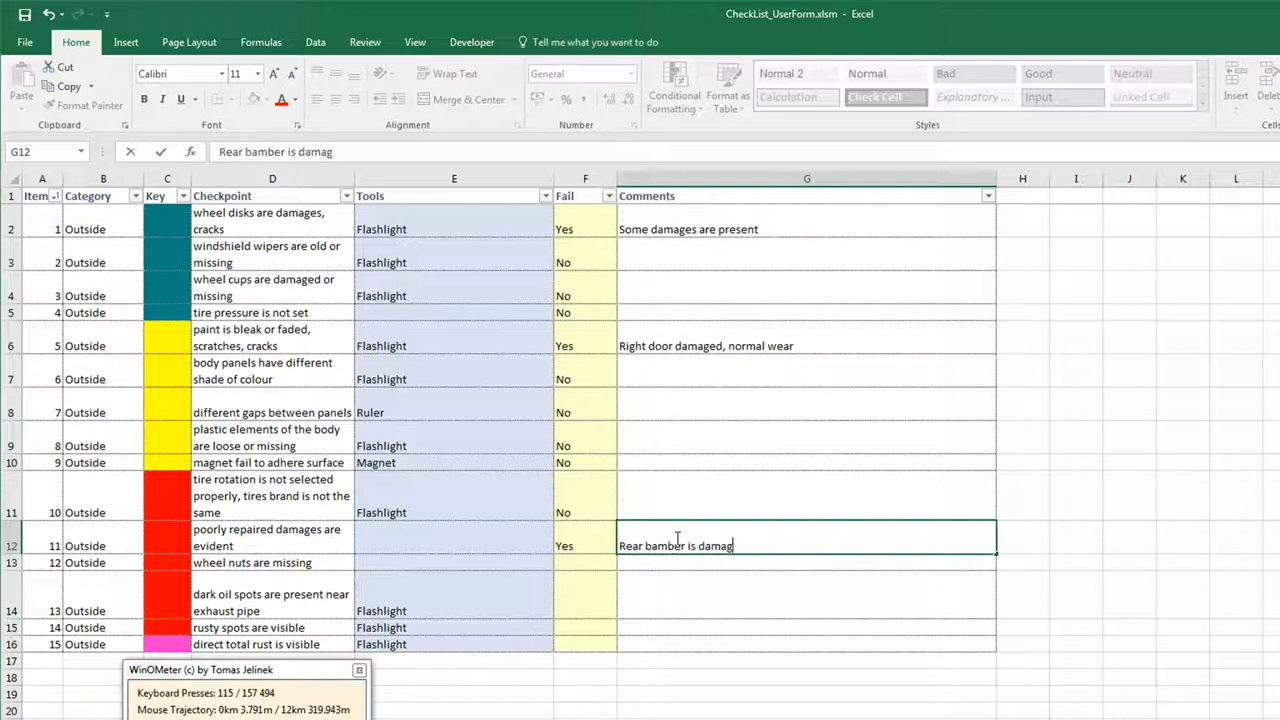 CheckList_UserForm.xlsm - Excel
File Home Insert Page Layout Formulas Data Review View Developer Tell me what you want to do
Paste
Cut
Copy
Format Painter
Clipboard
Calibri 11
B I U
Font
Wrap Text
Merge & Center
Alignment
General
Number
Conditional Formatting
Format as Table
Normal 2 Normal Bad Good Neutral
Calculation Check Cell Explanatory ... Input Linked Cell
Styles
Insert
Delet
Cells
G12 fx Rear bamber is damag
A B C D E F G H I J K L
1 Item Category Key Checkpoint Tools Fail Comments
2 1 Outside wheel disks are damages, cracks Flashlight Yes Some damages are present
3 2 Outside windshield wipers are old or missing Flashlight No
4 3 Outside wheel cups are damaged or missing Flashlight No
5 4 Outside tire pressure is not set No
6 5 Outside paint is bleak or faded, scratches, cracks Flashlight Yes Right door damaged, normal wear
7 6 Outside body panels have different shade of colour Flashlight No
8 7 Outside different gaps between panels Ruler No
9 8 Outside plastic elements of the body are loose or missing Flashlight No
10 9 Outside magnet fail to adhere surface Magnet No
11 10 Outside tire rotation is not selected properly, tires brand is not the same Flashlight No
12 11 Outside poorly repaired damages are evident Yes Rear bamber is damag
13 12 Outside wheel nuts are missing
14 13 Outside dark oil spots are present near exhaust pipe Flashlight
15 14 Outside rusty spots are visible Flashlight
16 15 Outside direct total rust is visible Flashlight
17
18
19
20
WinOMeter (c) by Tomas Jelinek
Keyboard Presses: 115 / 157 494
Mouse Trajectory: 0km 3.791m / 12km 319.943m